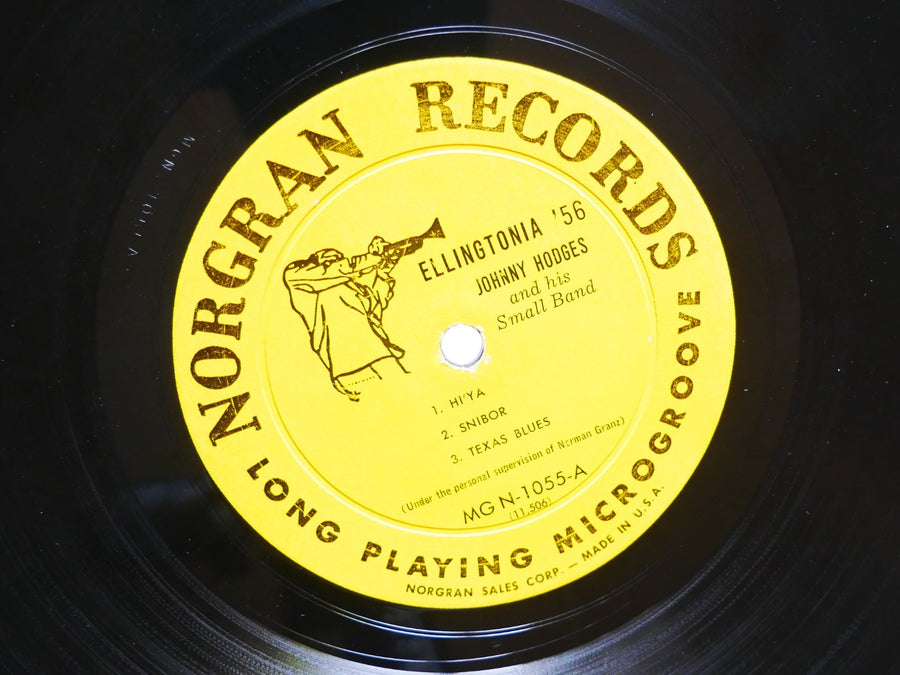 NORGRAN RECORDS
ELLINGTONIA '56
JOHNNY HODGES
and his
Small Band
1. HI'YA
2. SNIBOR
3. TEXAS BLUES
(Under the personal supervision of Norman Granz)
MG N-1055-A
(11,506)
LONG PLAYING MICROGROOVE
NORGRAN SALES CORP. — MADE IN U.S.A.